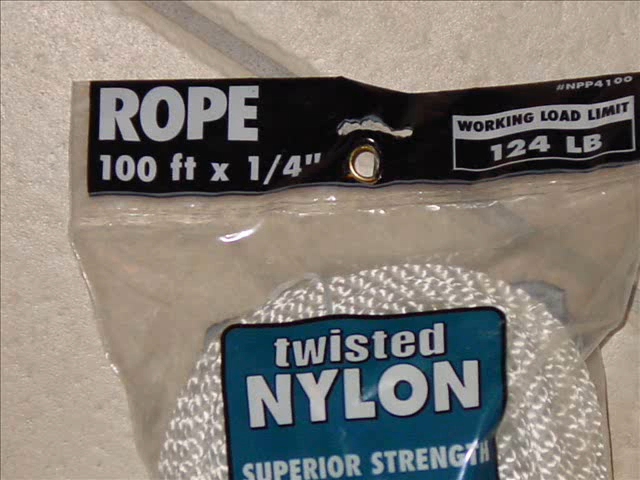 #NPP4100
ROPE
100 ft x 1/4"
WORKING LOAD LIMIT
124 LB
twisted
NYLON
SUPERIOR STRENGTH